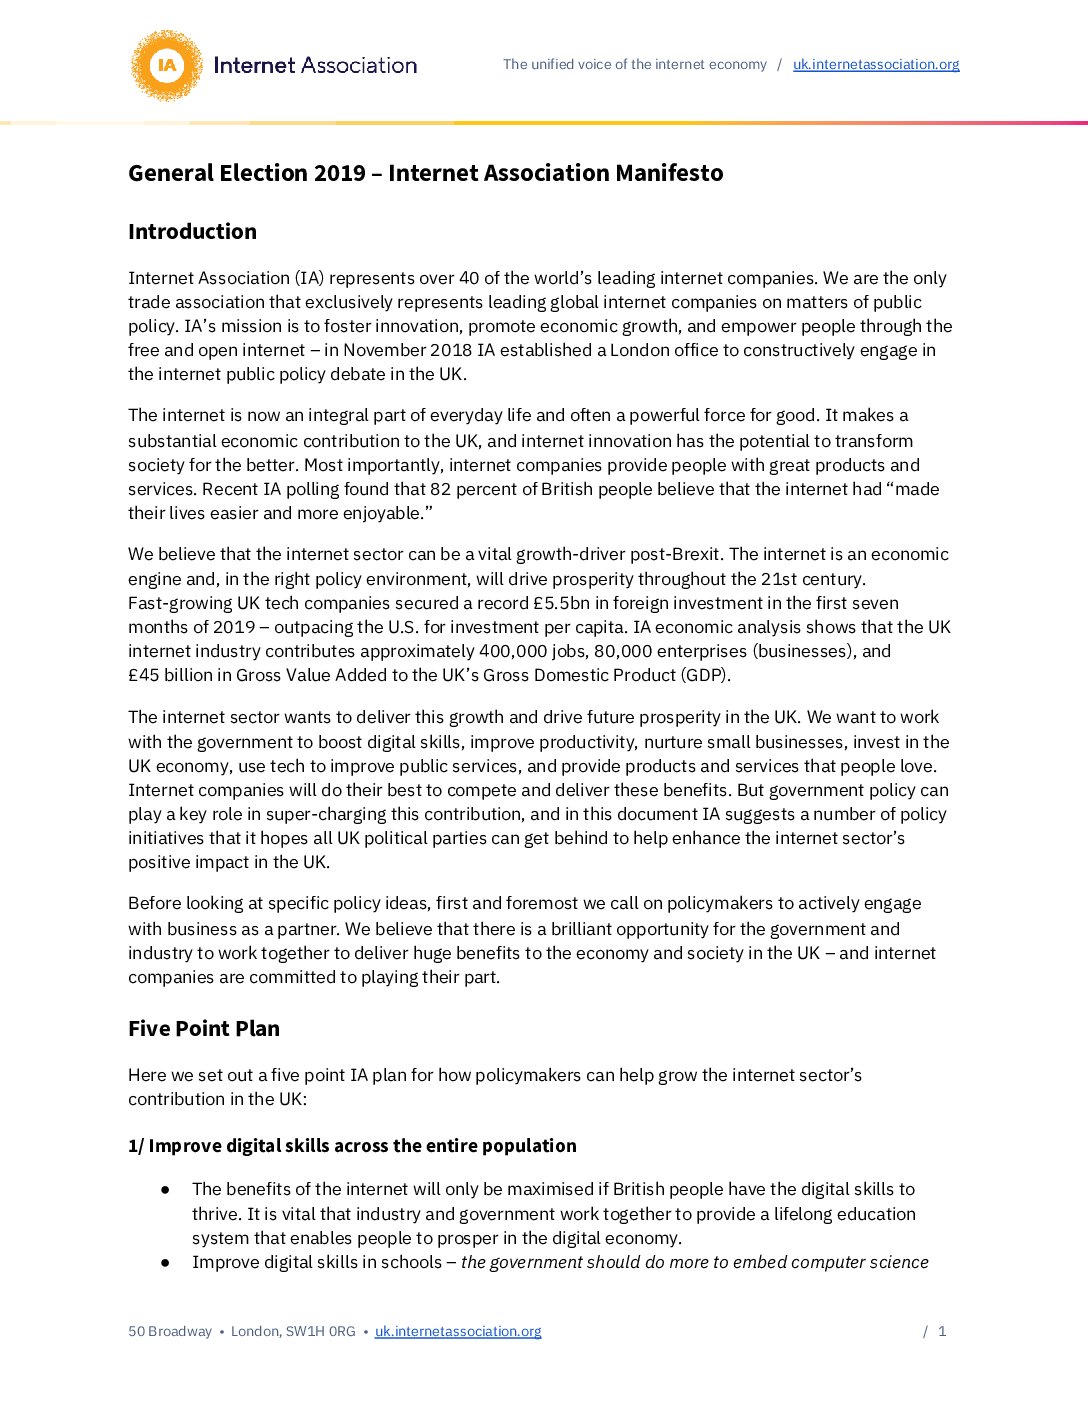 IA Internet Association
The unified voice of the internet economy / uk.internetassociation.org
General Election 2019 – Internet Association Manifesto
Introduction
Internet Association (IA) represents over 40 of the world’s leading internet companies. We are the only
trade association that exclusively represents leading global internet companies on matters of public
policy. IA’s mission is to foster innovation, promote economic growth, and empower people through the
free and open internet – in November 2018 IA established a London office to constructively engage in
the internet public policy debate in the UK.
The internet is now an integral part of everyday life and often a powerful force for good. It makes a
substantial economic contribution to the UK, and internet innovation has the potential to transform
society for the better. Most importantly, internet companies provide people with great products and
services. Recent IA polling found that 82 percent of British people believe that the internet had “made
their lives easier and more enjoyable.”
We believe that the internet sector can be a vital growth-driver post-Brexit. The internet is an economic
engine and, in the right policy environment, will drive prosperity throughout the 21st century.
Fast-growing UK tech companies secured a record £5.5bn in foreign investment in the first seven
months of 2019 – outpacing the U.S. for investment per capita. IA economic analysis shows that the UK
internet industry contributes approximately 400,000 jobs, 80,000 enterprises (businesses), and
£45 billion in Gross Value Added to the UK’s Gross Domestic Product (GDP).
The internet sector wants to deliver this growth and drive future prosperity in the UK. We want to work
with the government to boost digital skills, improve productivity, nurture small businesses, invest in the
UK economy, use tech to improve public services, and provide products and services that people love.
Internet companies will do their best to compete and deliver these benefits. But government policy can
play a key role in super-charging this contribution, and in this document IA suggests a number of policy
initiatives that it hopes all UK political parties can get behind to help enhance the internet sector’s
positive impact in the UK.
Before looking at specific policy ideas, first and foremost we call on policymakers to actively engage
with business as a partner. We believe that there is a brilliant opportunity for the government and
industry to work together to deliver huge benefits to the economy and society in the UK – and internet
companies are committed to playing their part.
Five Point Plan
Here we set out a five point IA plan for how policymakers can help grow the internet sector’s
contribution in the UK:
1/ Improve digital skills across the entire population
● The benefits of the internet will only be maximised if British people have the digital skills to
thrive. It is vital that industry and government work together to provide a lifelong education
system that enables people to prosper in the digital economy.
● Improve digital skills in schools – the government should do more to embed computer science
50 Broadway • London, SW1H 0RG • uk.internetassociation.org
/ 1